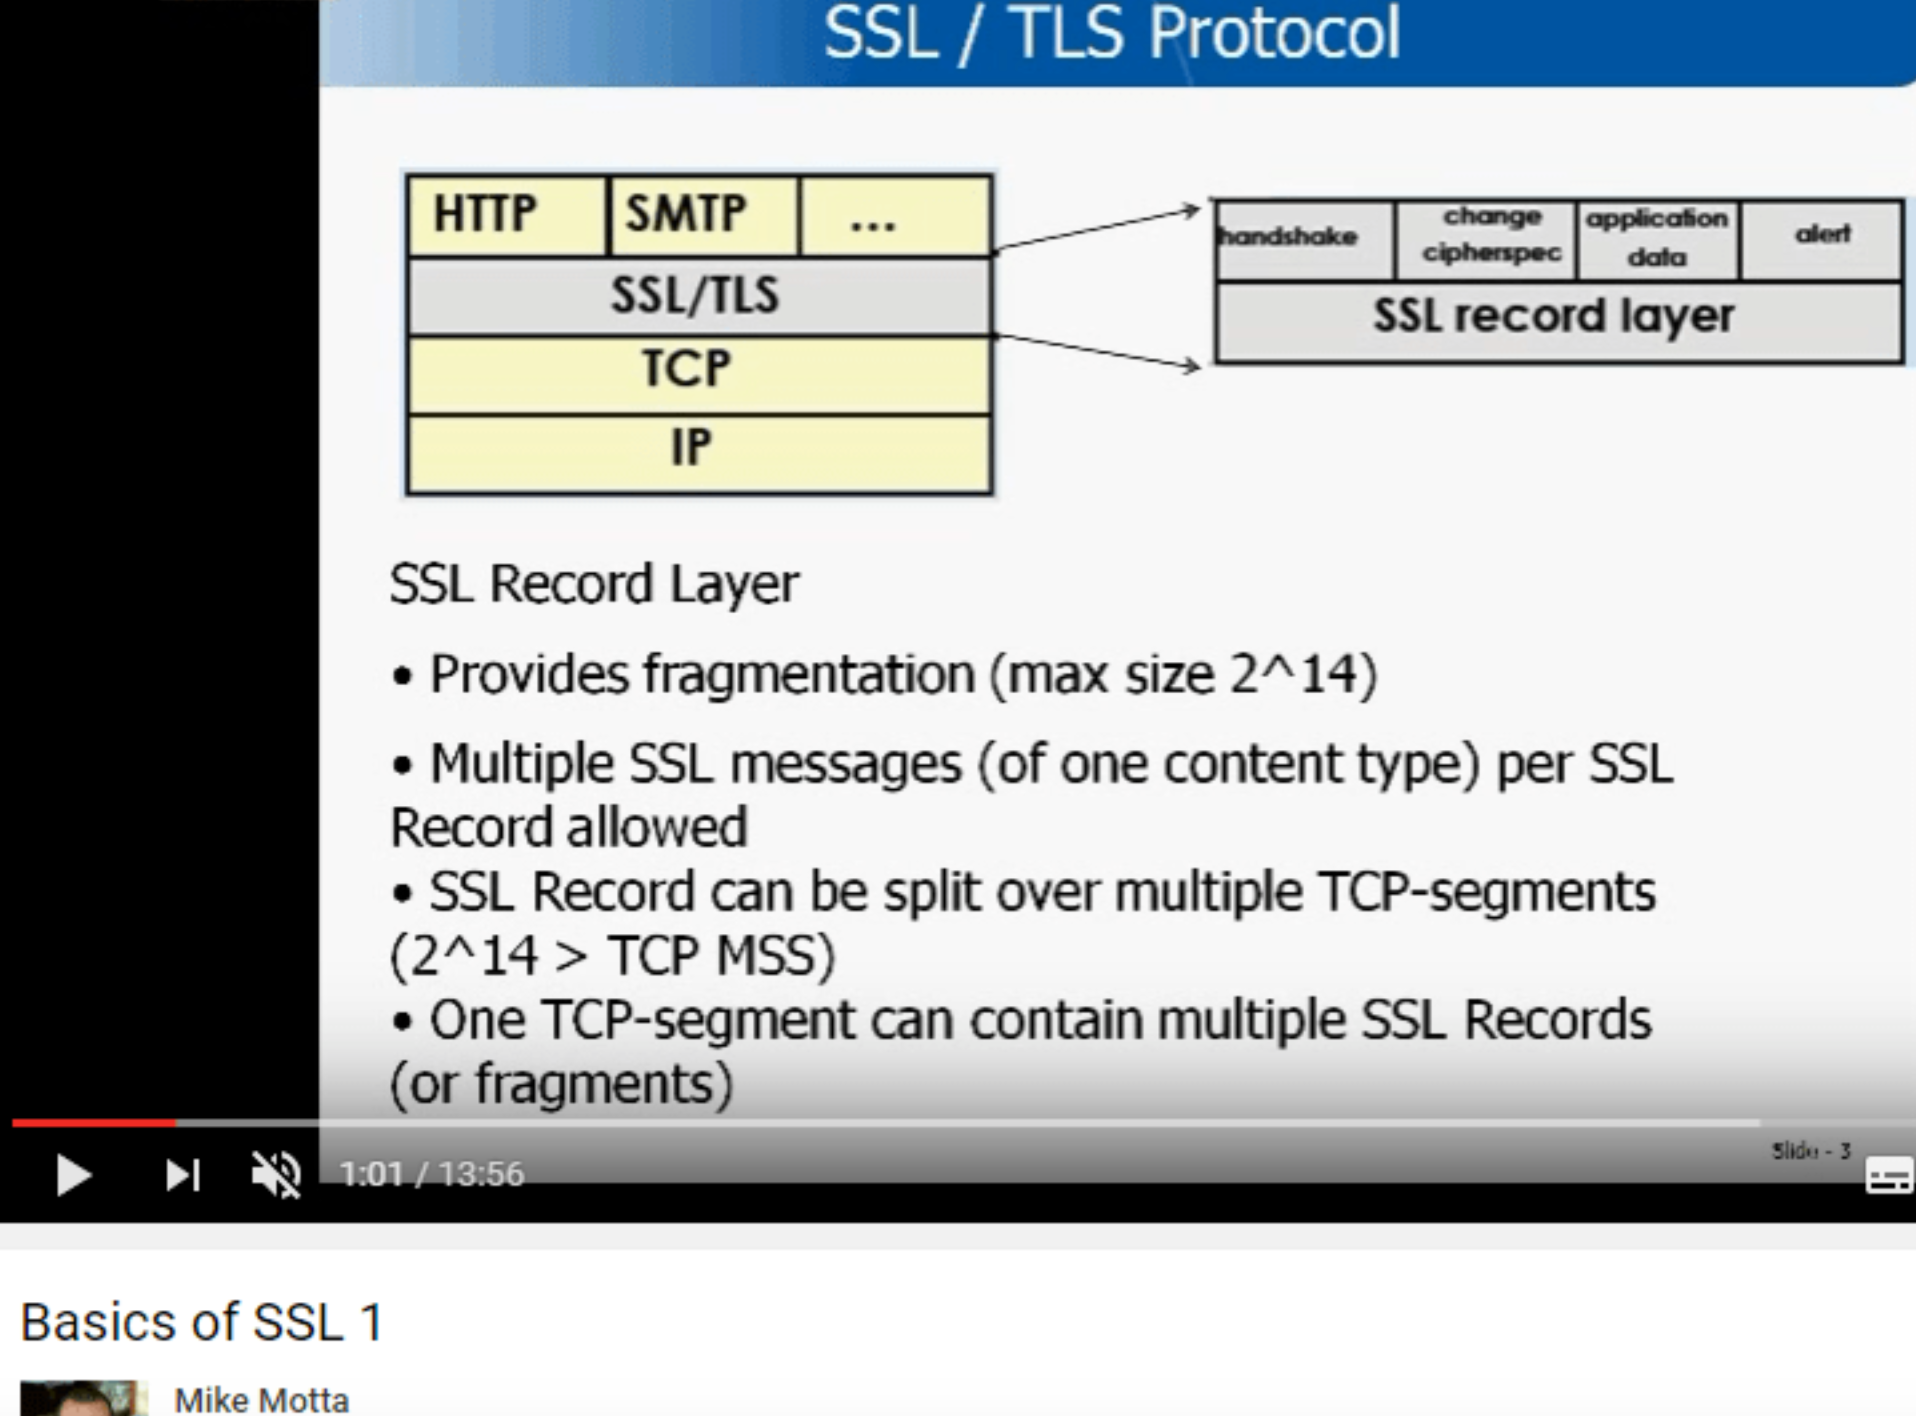 SSL / TLS Protocol
HTTP SMTP ...
SSL/TLS
TCP
IP
handshake change cipherspec application data alert
SSL record layer
SSL Record Layer
• Provides fragmentation (max size 2^14)
• Multiple SSL messages (of one content type) per SSL
Record allowed
• SSL Record can be split over multiple TCP-segments
(2^14 > TCP MSS)
• One TCP-segment can contain multiple SSL Records
(or fragments)
Slide - 3
1:01 / 13:56
Basics of SSL 1
Mike Motta